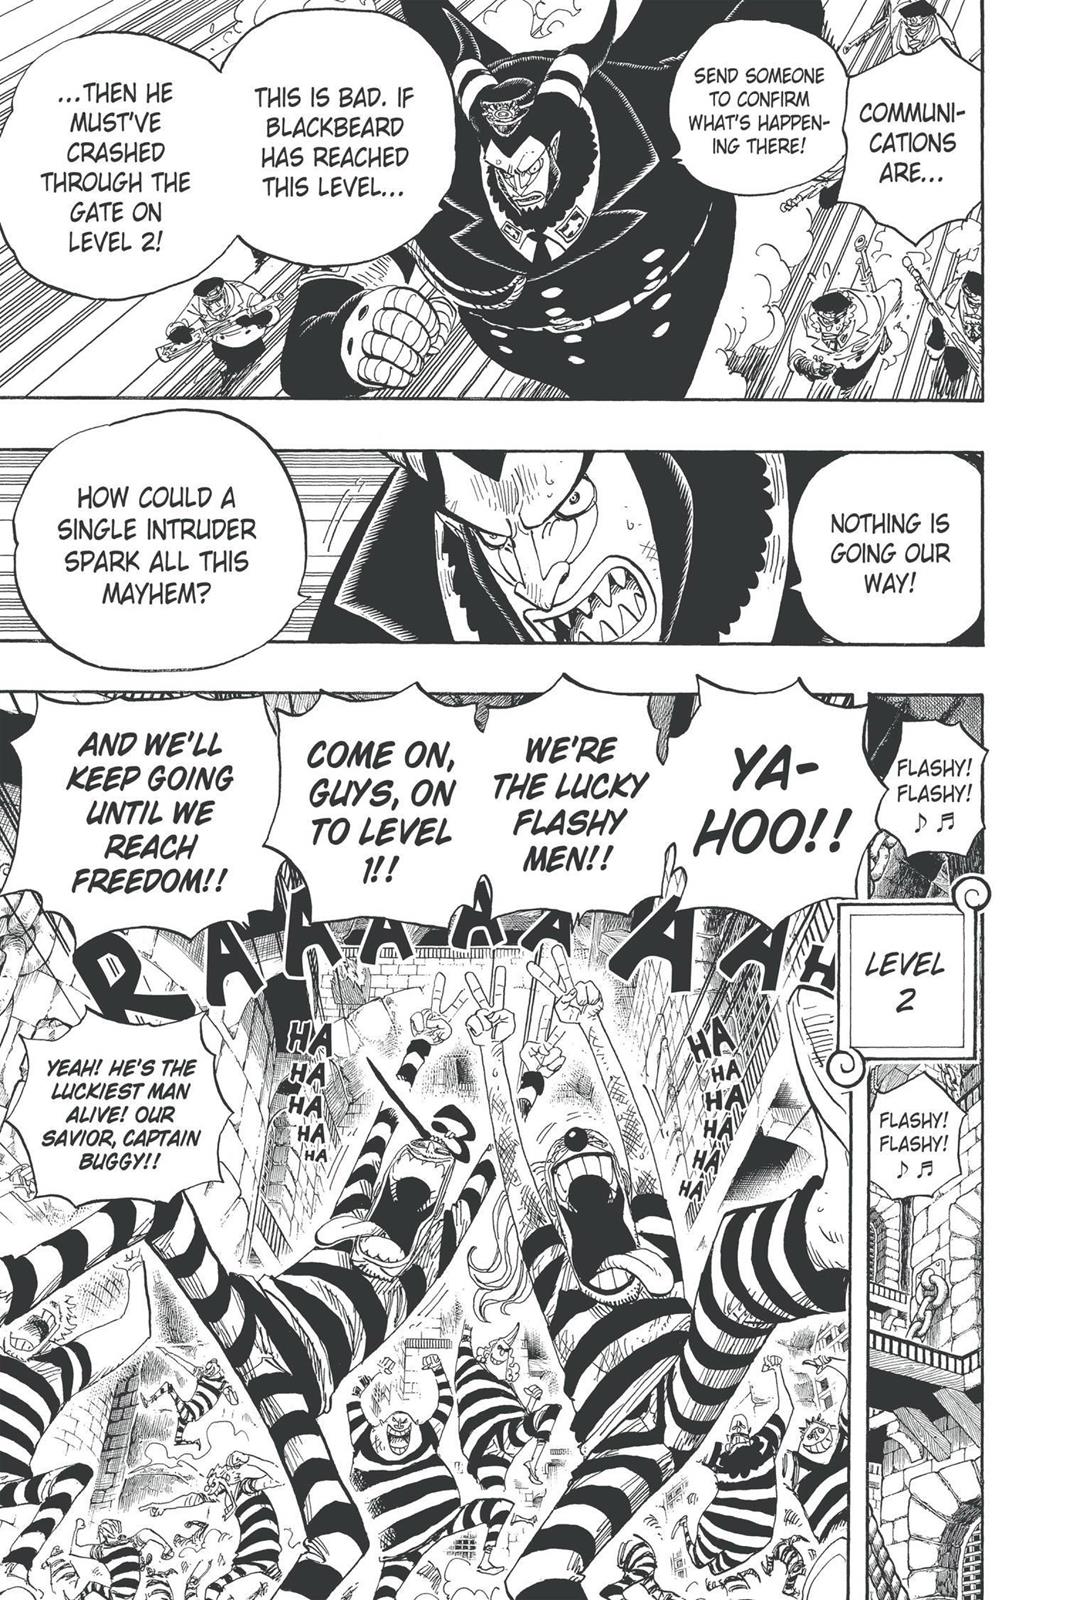 COMMUNI-
CATIONS
ARE...
SEND SOMEONE
TO CONFIRM
WHAT'S HAPPEN-
ING THERE!
THIS IS BAD. IF
BLACKBEARD
HAS REACHED
THIS LEVEL...
...THEN HE
MUST'VE
CRASHED
THROUGH THE
GATE ON
LEVEL 2!
NOTHING IS
GOING OUR
WAY!
HOW COULD A
SINGLE INTRUDER
SPARK ALL THIS
MAYHEM?
FLASHY!
FLASHY!
♪ ♬
LEVEL
2
FLASHY!
FLASHY!
♪ ♬
YA-
HOO!!
WE'RE
THE LUCKY
FLASHY
MEN!!
COME ON,
GUYS, ON
TO LEVEL
1!!
AND WE'LL
KEEP GOING
UNTIL WE
REACH
FREEDOM!!
RAHAHAHAAAH
HA
HA
HA
HA
HA
HA
HA
HA
HA
HA
HA
HA
HA
HA
YEAH! HE'S THE
LUCKIEST MAN
ALIVE! OUR
SAVIOR, CAPTAIN
BUGGY!!